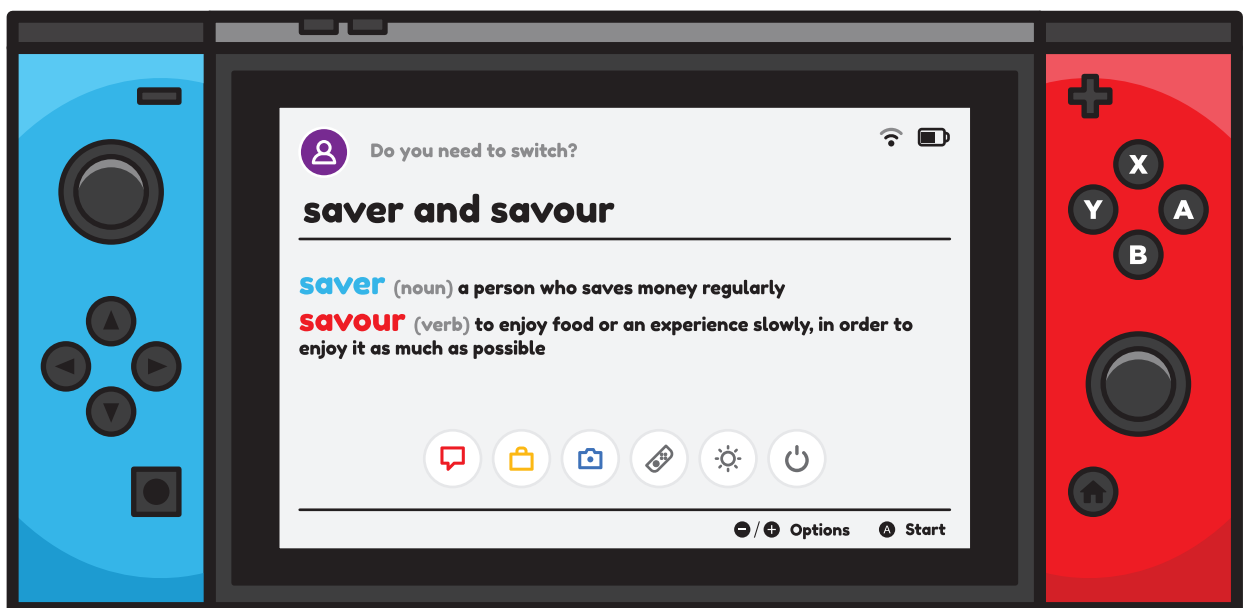 Do you need to switch?
saver and savour
saver (noun) a person who saves money regularly
savour (verb) to enjoy food or an experience slowly, in order to
enjoy it as much as possible
X
Y A
B
/ Options A Start